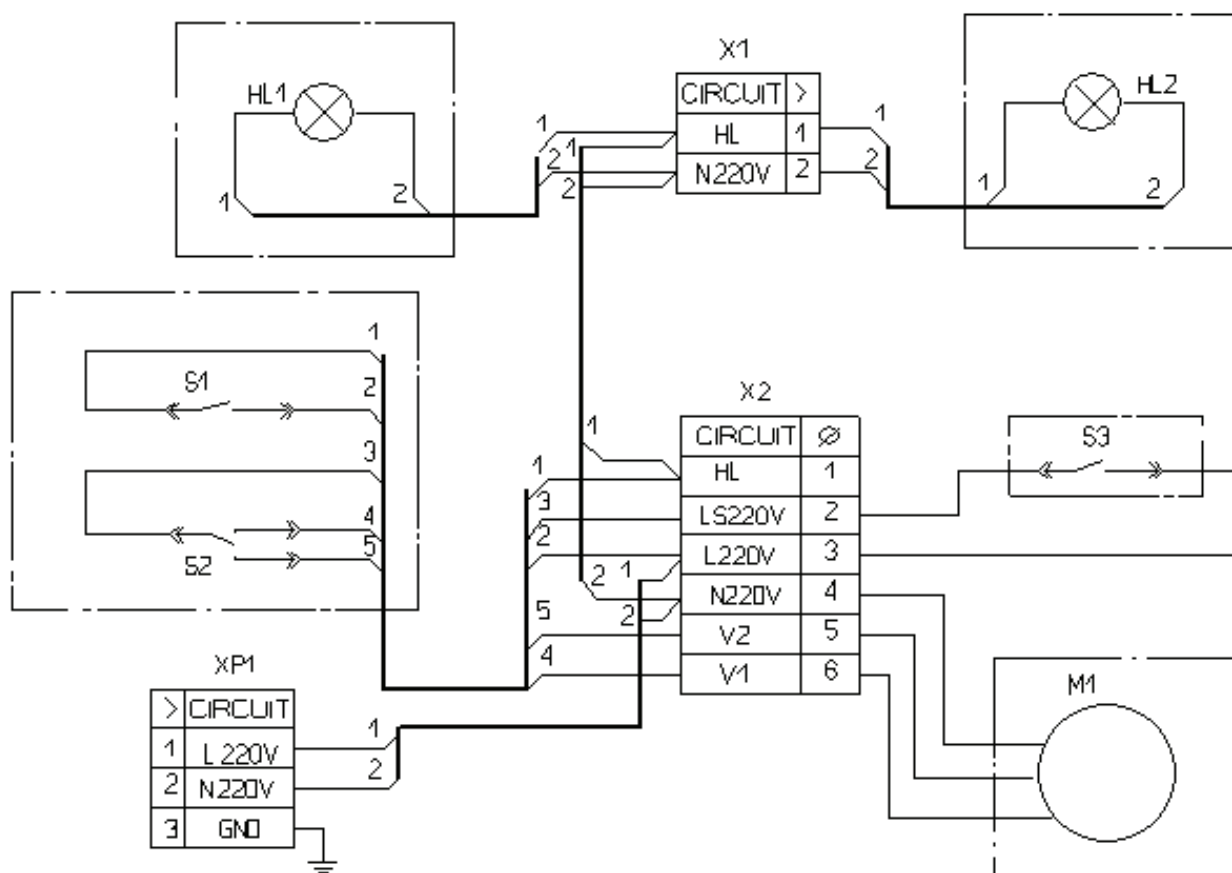 X1
HL1
HL2
CIRCUIT >
1 HL 1 1
1
2 N220V 2 2
2
1 2 1 2
1
S1
2
3
4
S2 5
X2
CIRCUIT Ø
1 HL 1
1
3 LS220V 2
2 L220V 3
1
2 N220V 4
2
5 V2 5
4 V1 6
S3
M1
XP1
> CIRCUIT
1 L220V 1
2 N220V 2
3 GND